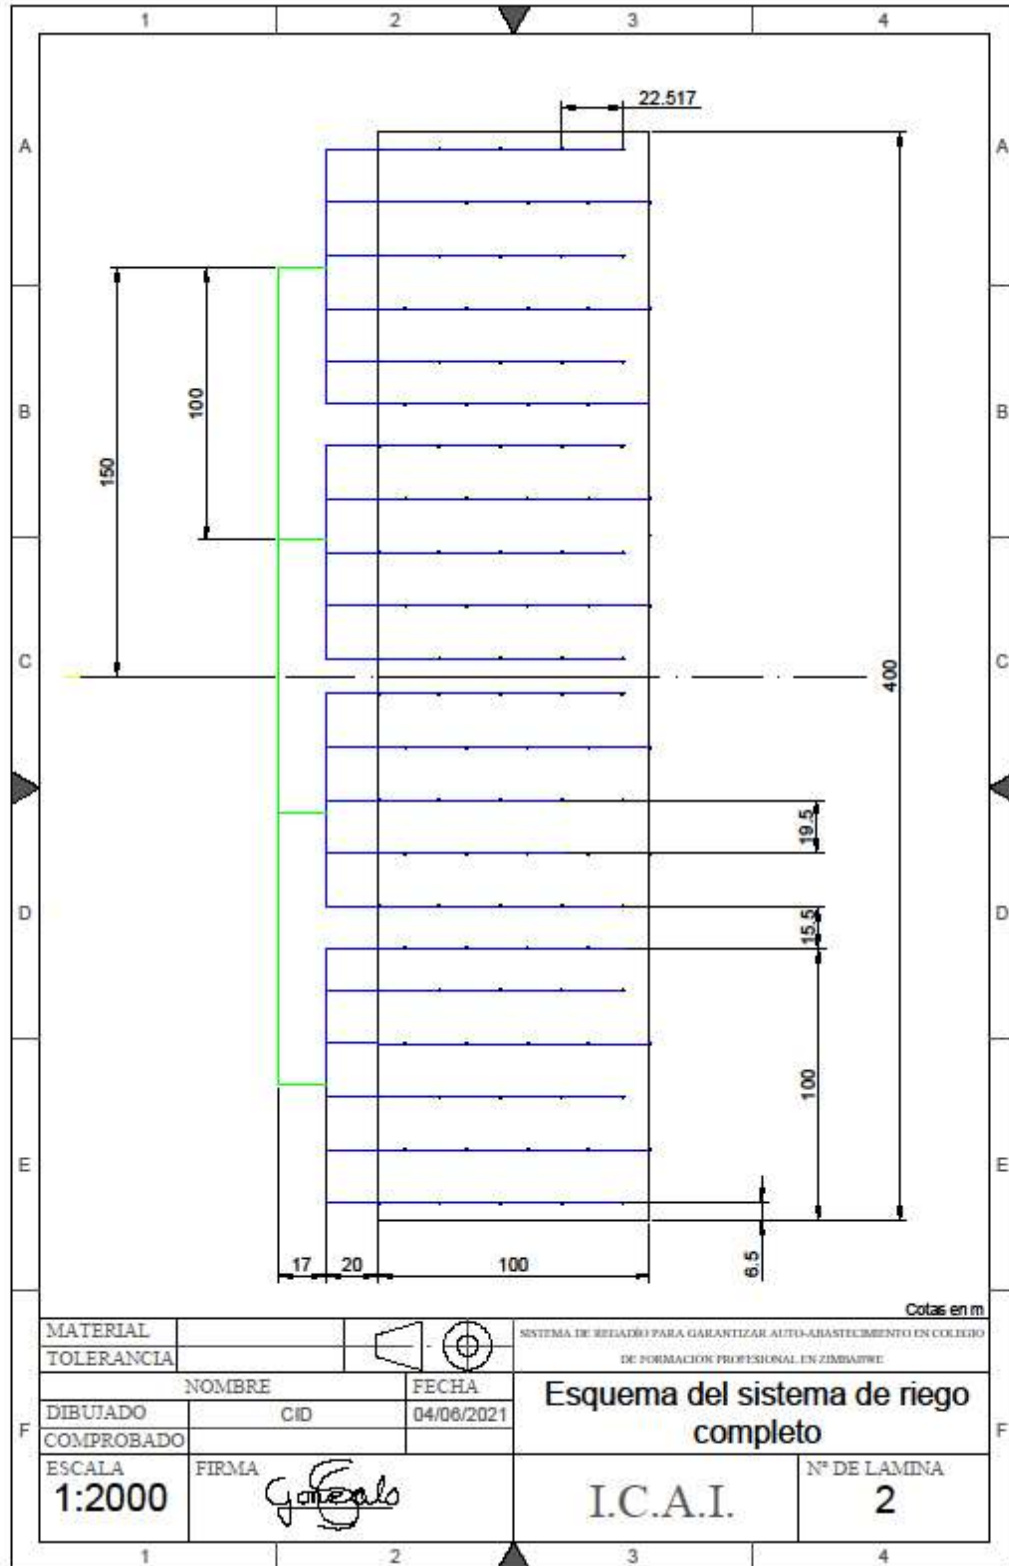 1 2 3 4
22.517
A A
150
100
B B
C C
400
19.5
15.5
D D
100
E E
6.5
17 20 100
Cotas en m
MATERIAL
TOLERANCIA
SISTEMA DE REGADÍO PARA GARANTIZAR AUTO-ABASTECIMIENTO EN COLEGIO
DE FORMACIÓN PROFESIONAL EN ZIMBABWE
NOMBRE FECHA
DIBUJADO CID 04/06/2021
COMPROBADO
Esquema del sistema de riego
completo
F F
ESCALA
1:2000
FIRMA
Gonzalo
I.C.A.I.
Nº DE LAMINA
2
1 2 3 4